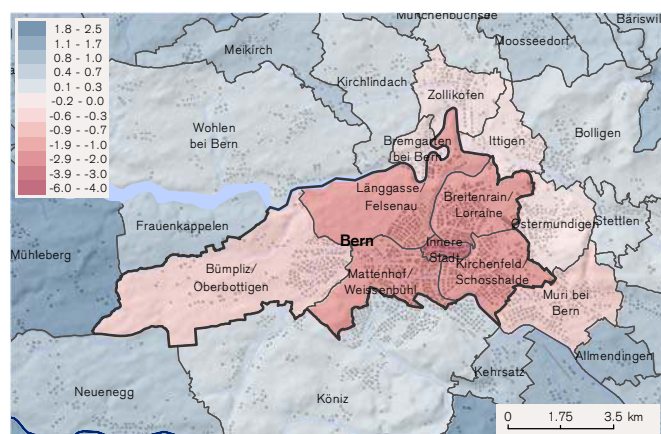 1.8 - 2.5
1.1 - 1.7
0.8 - 1.0
0.4 - 0.7
0.1 - 0.3
-0.2 - 0.0
-0.6 - -0.3
-0.9 - -0.7
-1.9 - -1.0
-2.9 - -2.0
-3.9 - -3.0
-6.0 - -4.0
Münchenbuchsee
Bäriswil
Moosseedorf
Meikirch
Kirchlindach
Zollikofen
Wohlen
bei Bern
Bremgarten
bei Bern
Ittigen
Bolligen
Länggasse/
Felsenau
Breitenrain/
Lorraine
Frauenkappelen
Ostermundigen
Stettlen
Bern
Innere
Stadt
Mühleberg
Bümpliz/
Oberbottigen
Mattenhof/
Weissenbühl
Kirchenfeld/
Schosshalde
Muri bei
Bern
Allmendingen
Kehrsatz
Neuenegg
Köniz
0 1.75 3.5 km